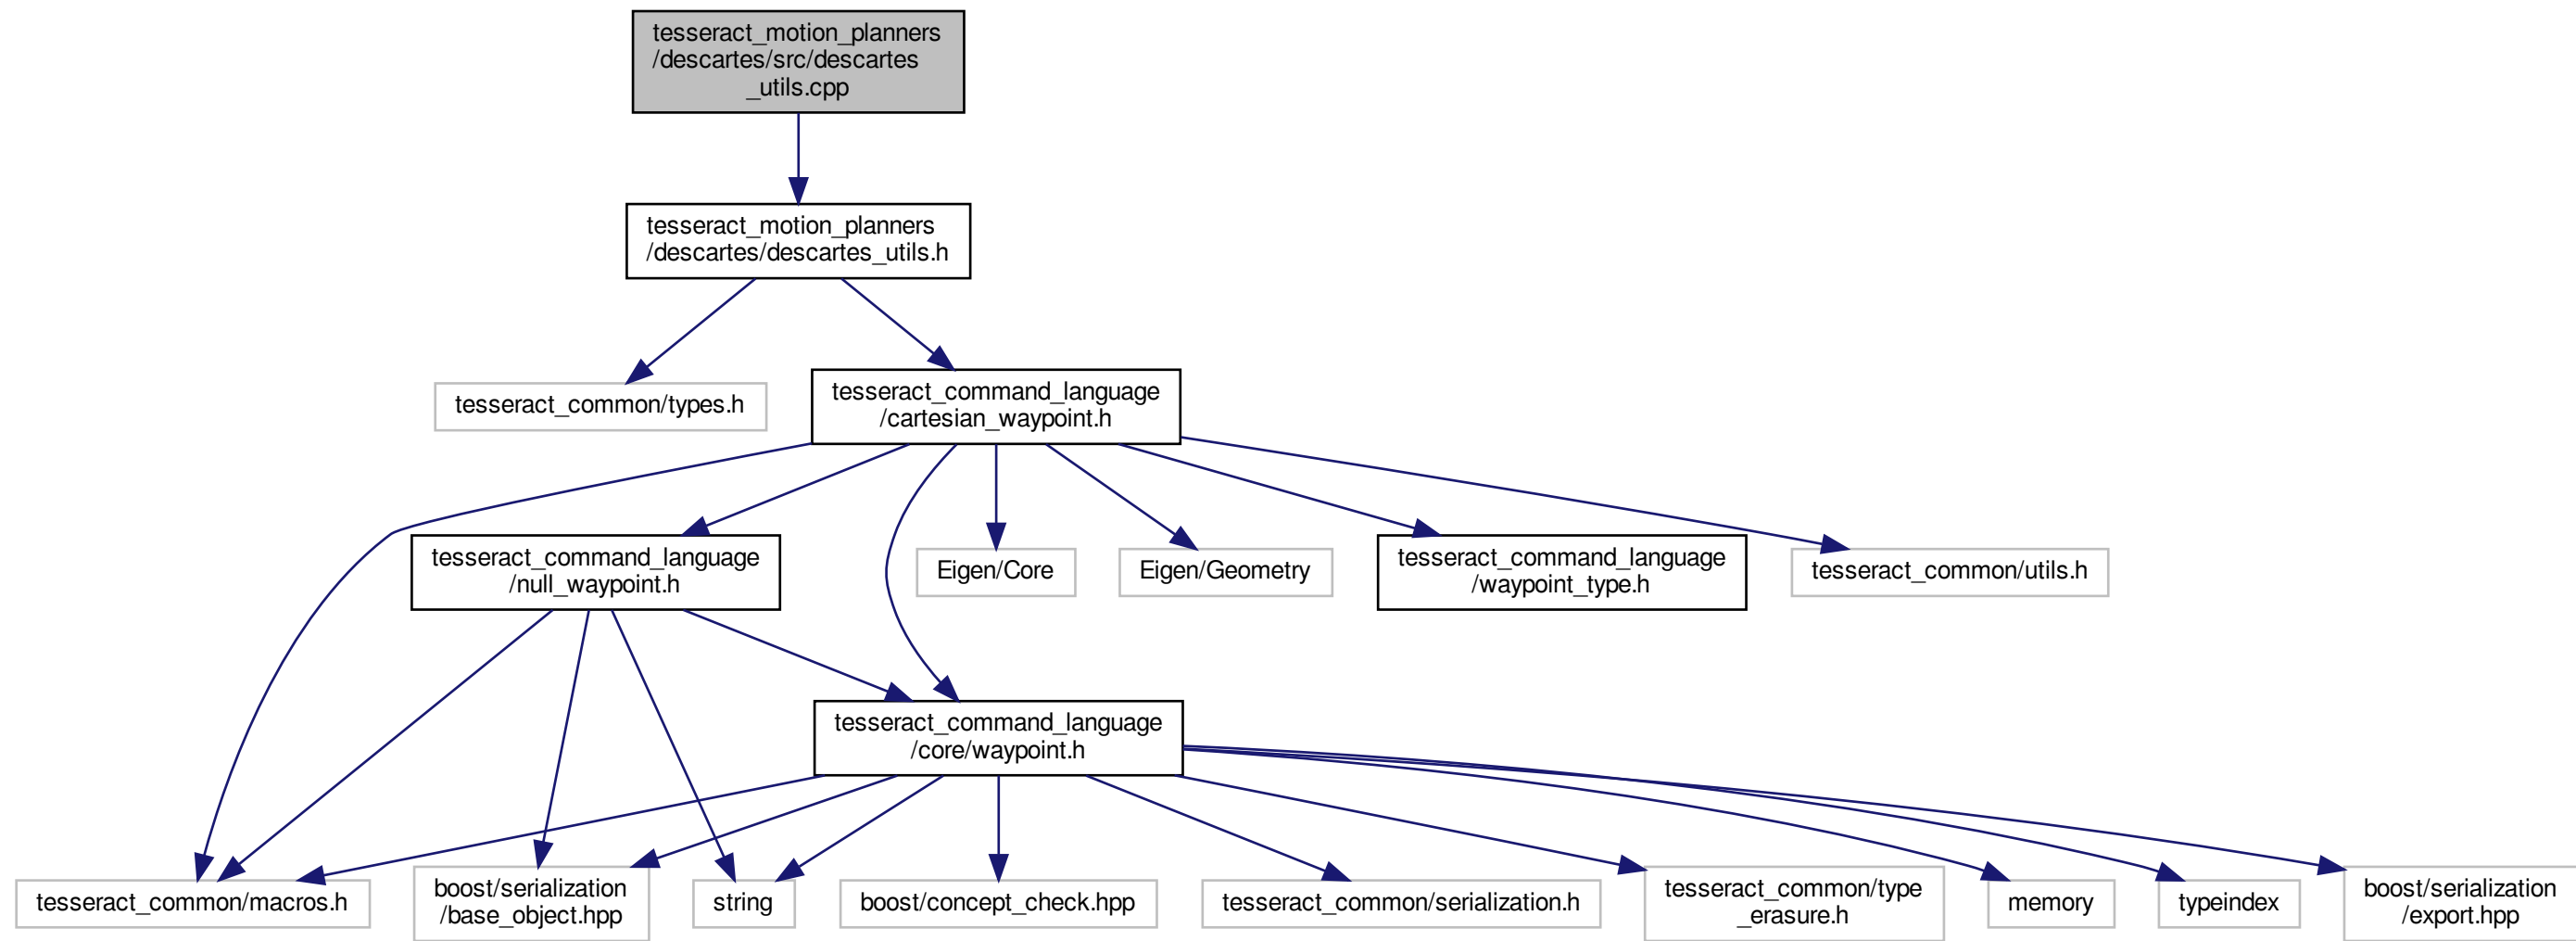 tesseract_motion_planners
/descartes/src/descartes
_utils.cpp
tesseract_motion_planners
/descartes/descartes_utils.h
tesseract_common/types.h
tesseract_command_language
/cartesian_waypoint.h
tesseract_command_language
/null_waypoint.h
Eigen/Core
Eigen/Geometry
tesseract_command_language
/waypoint_type.h
tesseract_common/utils.h
tesseract_command_language
/core/waypoint.h
tesseract_common/macros.h
boost/serialization
/base_object.hpp
string
boost/concept_check.hpp
tesseract_common/serialization.h
tesseract_common/type
_erasure.h
memory
typeindex
boost/serialization
/export.hpp